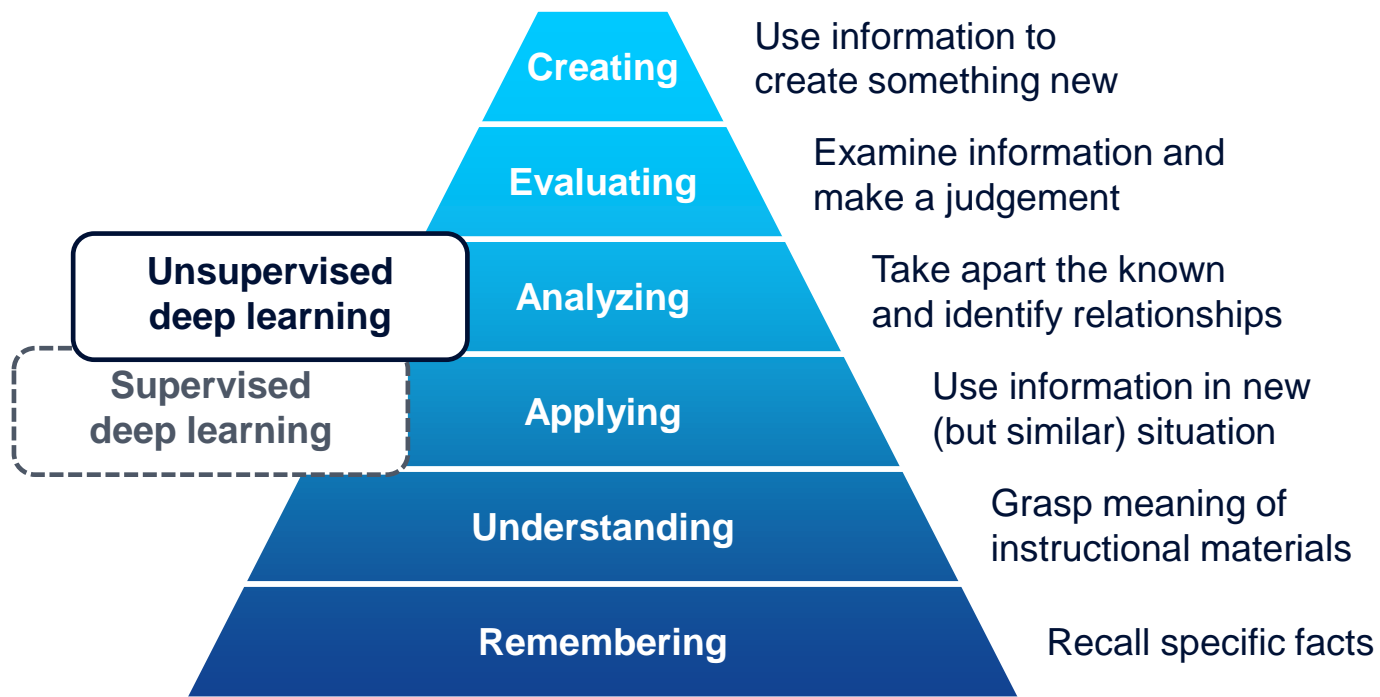 Creating
Use information to
create something new
Evaluating
Examine information and
make a judgement
Unsupervised
deep learning
Analyzing
Take apart the known
and identify relationships
Supervised
deep learning
Applying
Use information in new
(but similar) situation
Understanding
Grasp meaning of
instructional materials
Remembering
Recall specific facts